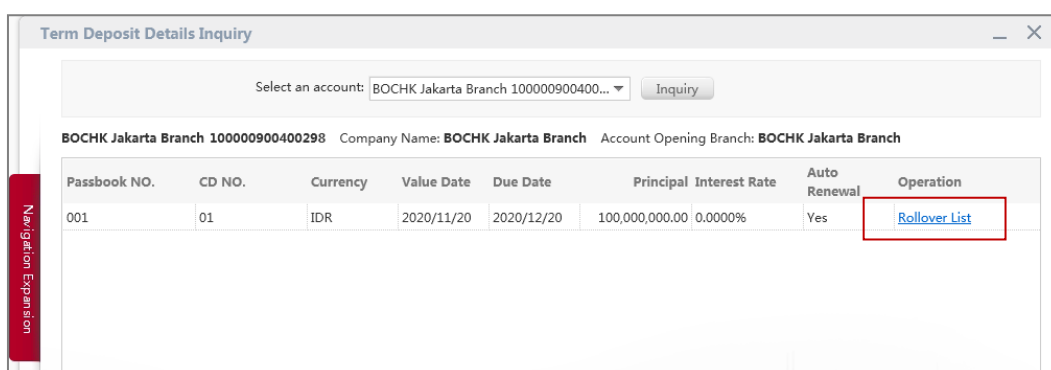 Term Deposit Details Inquiry
Select an account: BOCHK Jakarta Branch 100000900400... Inquiry
BOCHK Jakarta Branch 100000900400298 Company Name: BOCHK Jakarta Branch Account Opening Branch: BOCHK Jakarta Branch
Passbook NO. CD NO. Currency Value Date Due Date Principal Interest Rate Auto Renewal Operation
001 01 IDR 2020/11/20 2020/12/20 100,000,000.00 0.0000% Yes Rollover List
Navigation Expansion